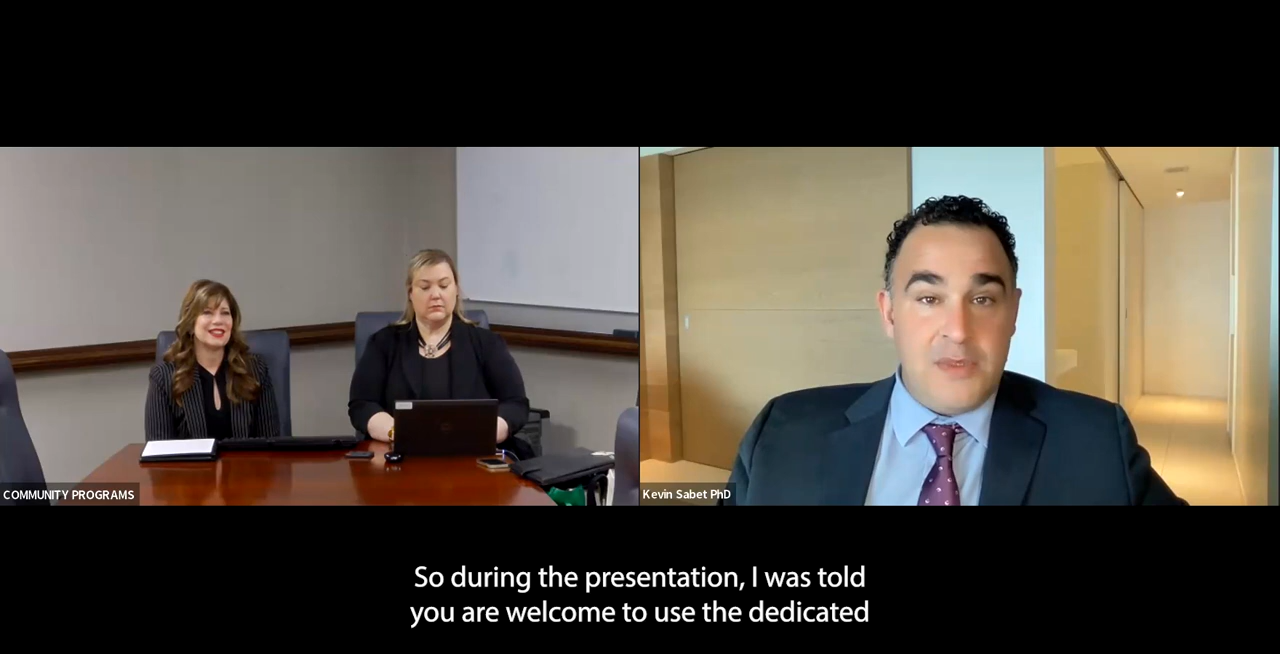 COMMUNITY PROGRAMS
Kevin Sabet PhD
So during the presentation, I was told
you are welcome to use the dedicated